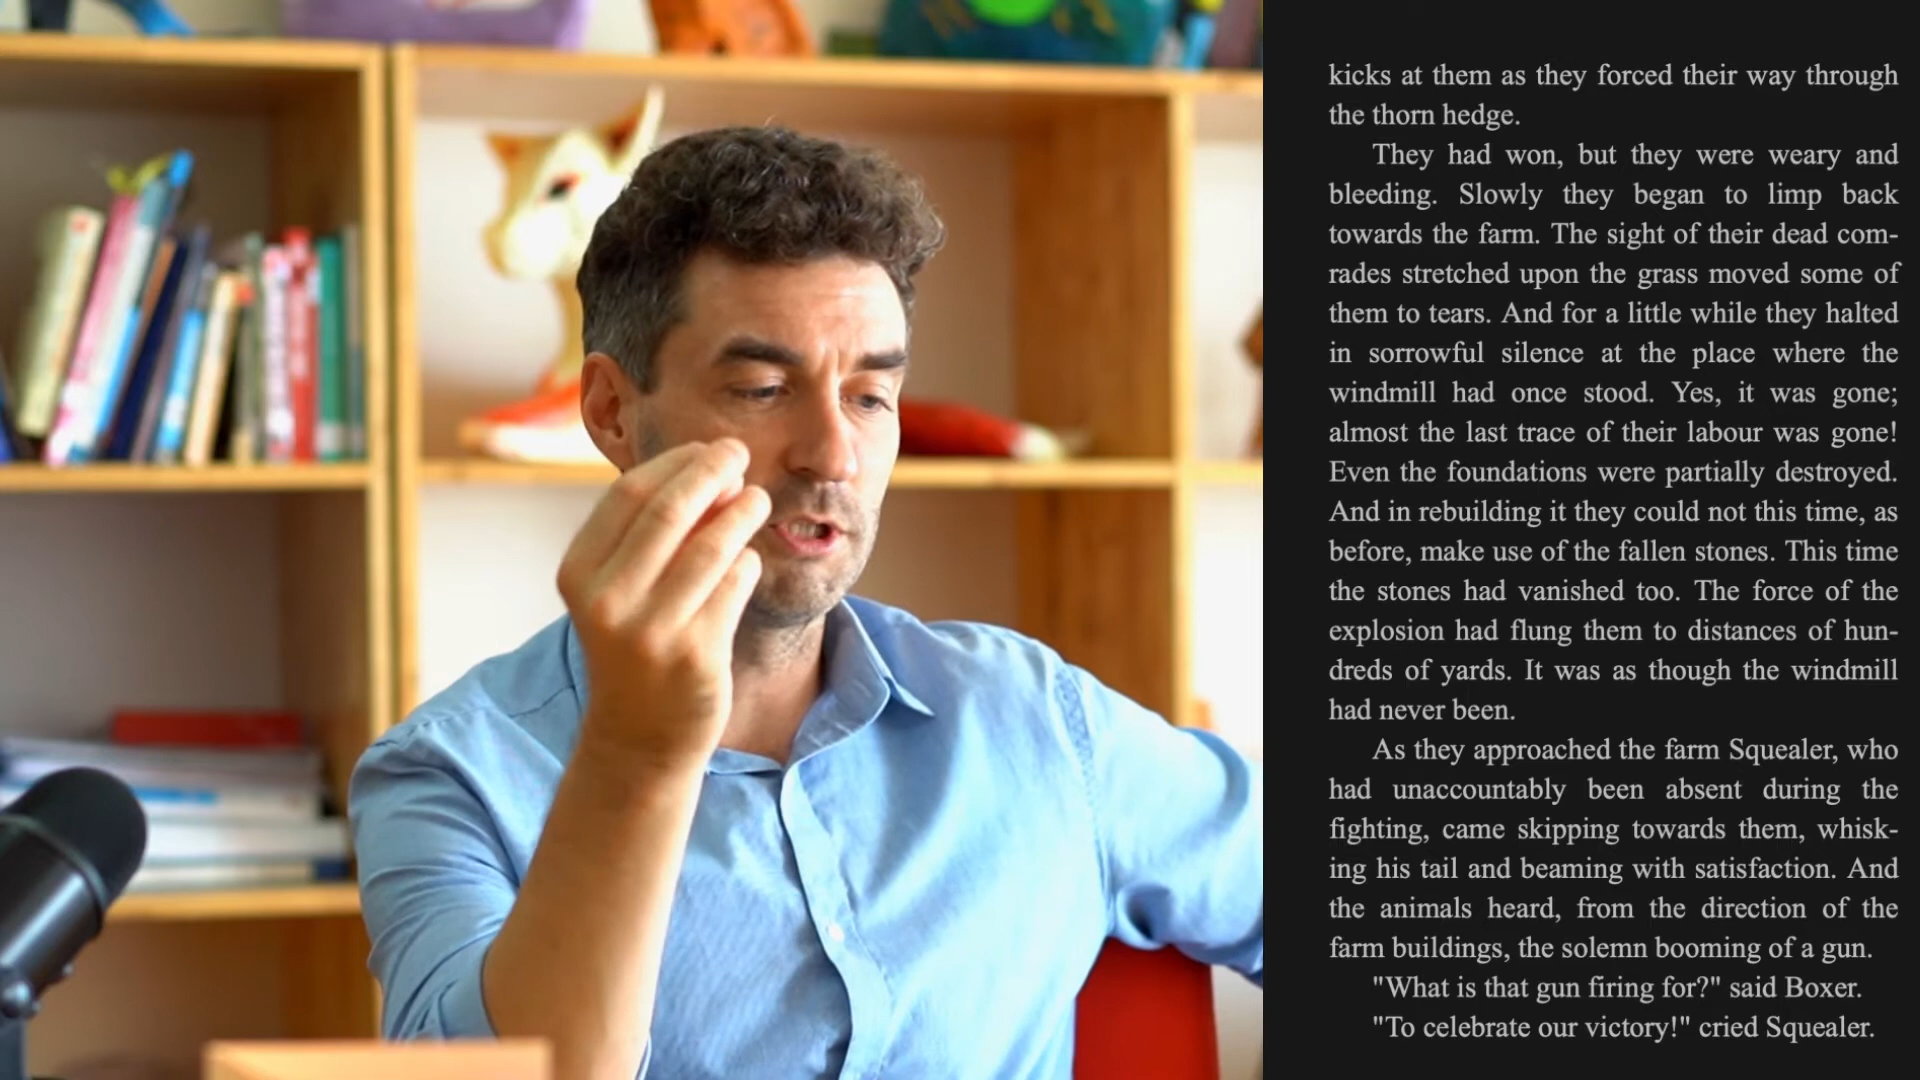 kicks at them as they forced their way through
the thorn hedge.
They had won, but they were weary and
bleeding. Slowly they began to limp back
towards the farm. The sight of their dead com-
rades stretched upon the grass moved some of
them to tears. And for a little while they halted
in sorrowful silence at the place where the
windmill had once stood. Yes, it was gone;
almost the last trace of their labour was gone!
Even the foundations were partially destroyed.
And in rebuilding it they could not this time, as
before, make use of the fallen stones. This time
the stones had vanished too. The force of the
explosion had flung them to distances of hun-
dreds of yards. It was as though the windmill
had never been.
As they approached the farm Squealer, who
had unaccountably been absent during the
fighting, came skipping towards them, whisk-
ing his tail and beaming with satisfaction. And
the animals heard, from the direction of the
farm buildings, the solemn booming of a gun.
"What is that gun firing for?" said Boxer.
"To celebrate our victory!" cried Squealer.